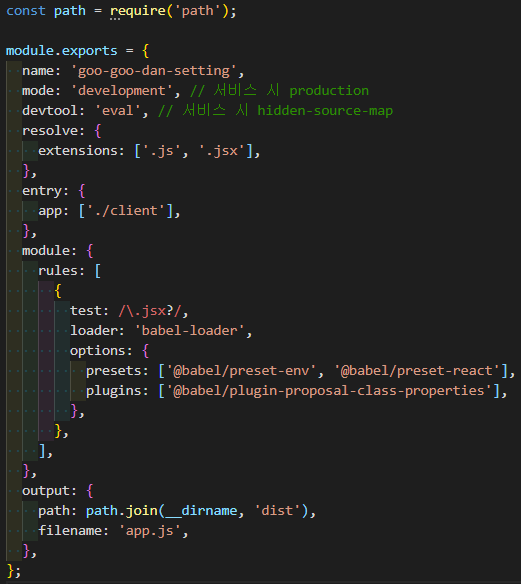 const path = require('path');

module.exports = {
  name: 'goo-goo-dan-setting',
  mode: 'development', // 서비스 시 production
  devtool: 'eval', // 서비스 시 hidden-source-map
  resolve: {
    extensions: ['.js', '.jsx'],
  },
  entry: {
    app: ['./client'],
  },
  module: {
    rules: [
      {
        test: /\.jsx?/,
        loader: 'babel-loader',
        options: {
          presets: ['@babel/preset-env', '@babel/preset-react'],
          plugins: ['@babel/plugin-proposal-class-properties'],
        },
      },
    ],
  },
  output: {
    path: path.join(__dirname, 'dist'),
    filename: 'app.js',
  },
};